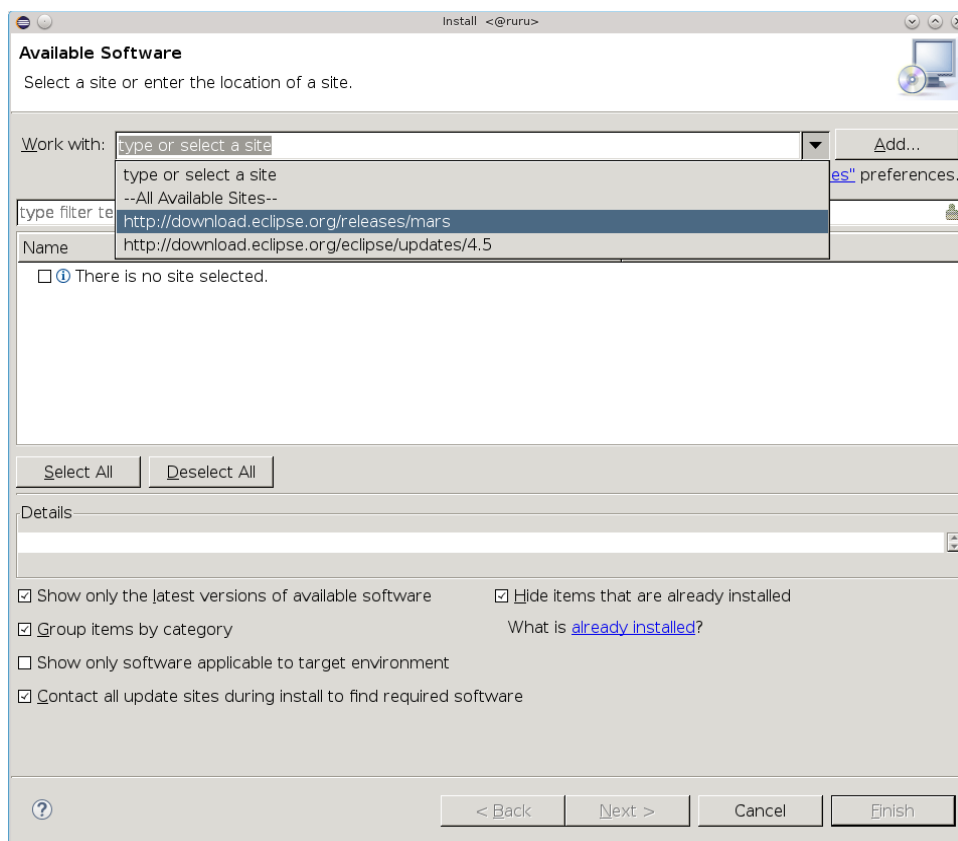 Install <@ruru>
Available Software
Select a site or enter the location of a site.
Work with: type or select a site Add...
type or select a site
es" preferences.
--All Available Sites--
type filter te
http://download.eclipse.org/releases/mars
http://download.eclipse.org/eclipse/updates/4.5
Name
There is no site selected.
Select All Deselect All
Details
Show only the latest versions of available software Hide items that are already installed
Group items by category What is already installed?
Show only software applicable to target environment
Contact all update sites during install to find required software
? < Back Next > Cancel Finish